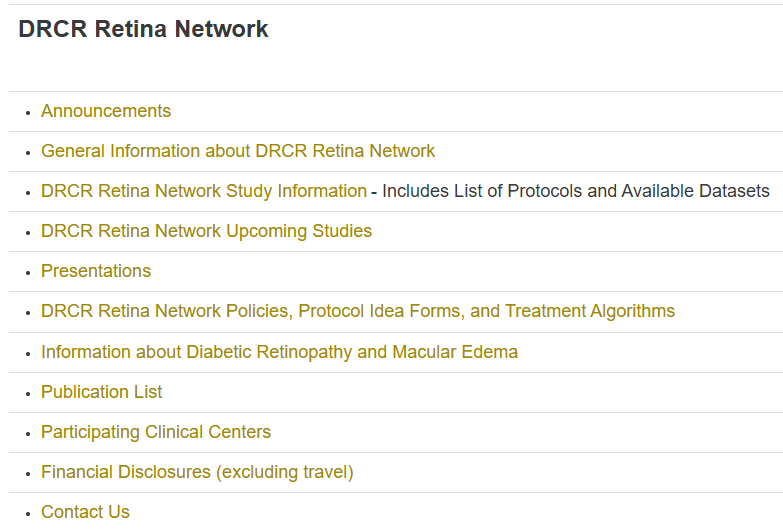 DRCR Retina Network
Announcements
General Information about DRCR Retina Network
DRCR Retina Network Study Information - Includes List of Protocols and Available Datasets
DRCR Retina Network Upcoming Studies
Presentations
DRCR Retina Network Policies, Protocol Idea Forms, and Treatment Algorithms
Information about Diabetic Retinopathy and Macular Edema
Publication List
Participating Clinical Centers
Financial Disclosures (excluding travel)
Contact Us